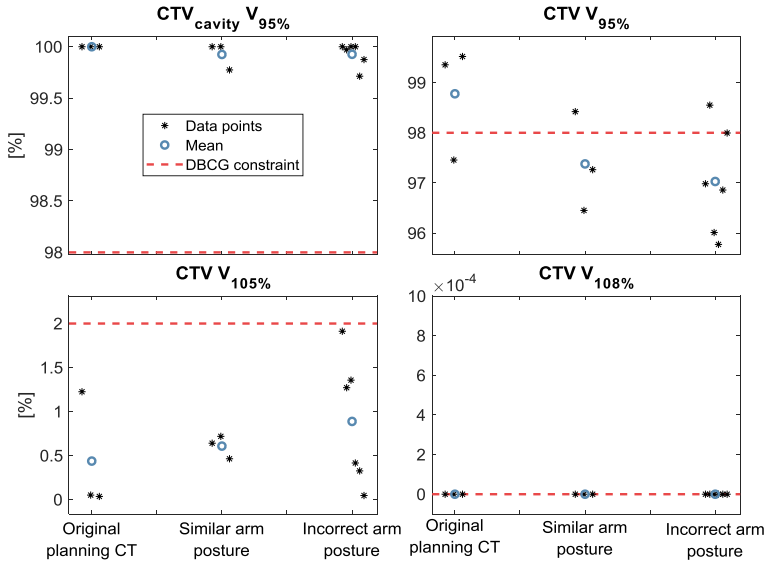 CTVcavity V95%
100
99.5
99
98.5
98
[%]
Data points
Mean
DBCG constraint
CTV V95%
99
98
97
96
CTV V105%
2
1.5
1
0.5
0
[%]
Original planning CT
Similar arm posture
Incorrect arm posture
CTV V108%
×10-4
10
8
6
4
2
0
Original planning CT
Similar arm posture
Incorrect arm posture